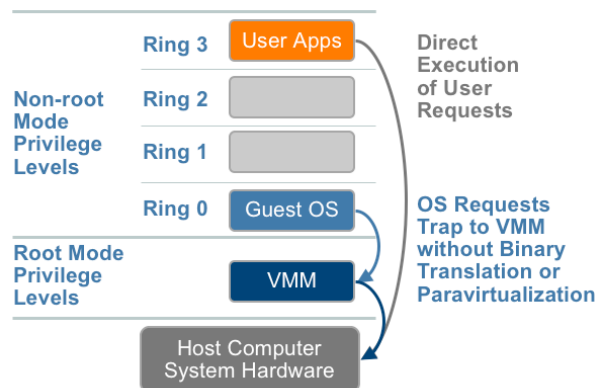 Ring 3
User Apps
Direct
Execution
of User
Requests
Non-root
Mode
Privilege
Levels
Ring 2
Ring 1
Ring 0
Guest OS
OS Requests
Trap to VMM
without Binary
Translation or
Paravirtualization
Root Mode
Privilege
Levels
VMM
Host Computer
System Hardware